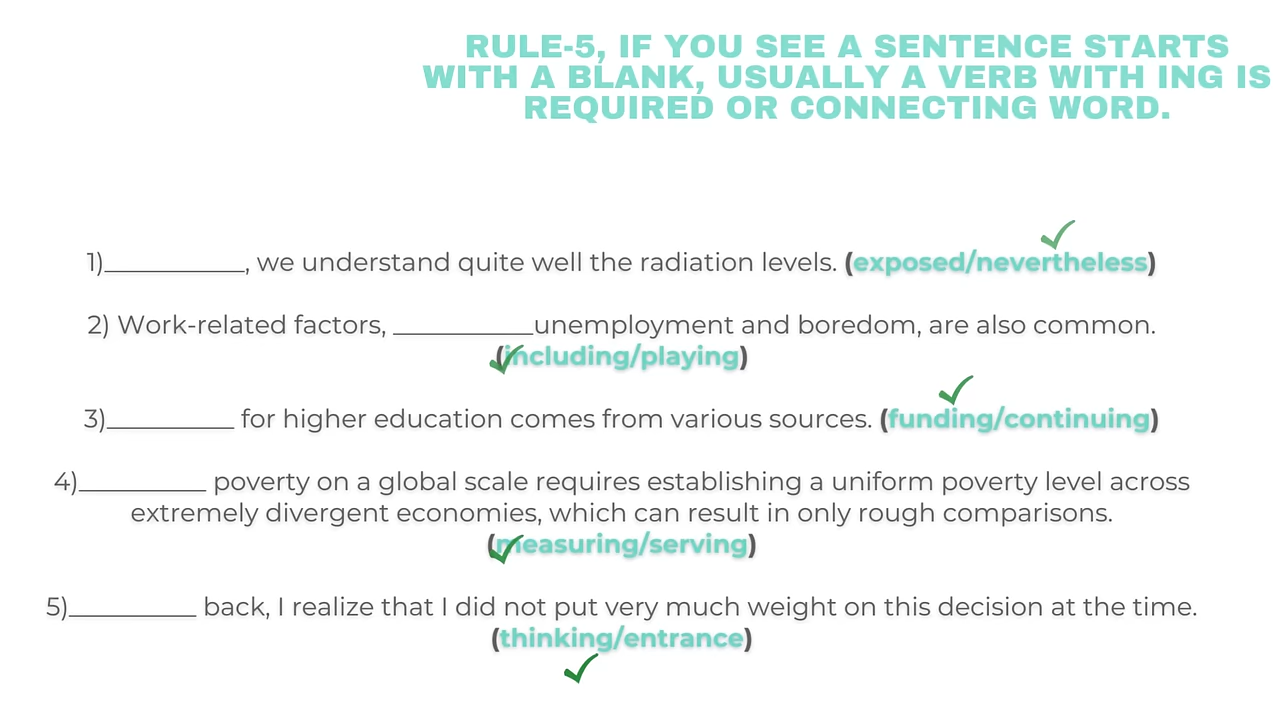 RULE-5, IF YOU SEE A SENTENCE STARTS
WITH A BLANK, USUALLY A VERB WITH ING IS
REQUIRED OR CONNECTING WORD.
1)___________, we understand quite well the radiation levels. (exposed/nevertheless)
2) Work-related factors, ___________unemployment and boredom, are also common.
(including/playing)
3)__________ for higher education comes from various sources. (funding/continuing)
4)__________ poverty on a global scale requires establishing a uniform poverty level across
extremely divergent economies, which can result in only rough comparisons.
(measuring/serving)
5)__________ back, I realize that I did not put very much weight on this decision at the time.
(thinking/entrance)